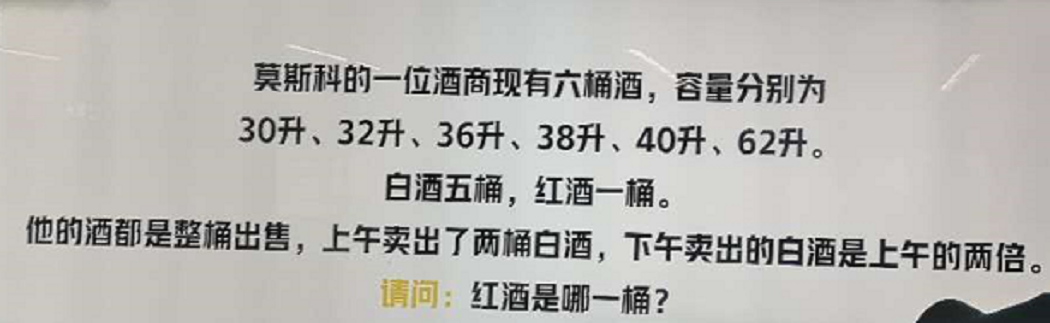 莫斯科的一位酒商现有六桶酒，容量分别为
30升、32升、36升、38升、40升、62升。
白酒五桶，红酒一桶。
他的酒都是整桶出售，上午卖出了两桶白酒，下午卖出的白酒是上午的两倍。
请问：红酒是哪一桶？